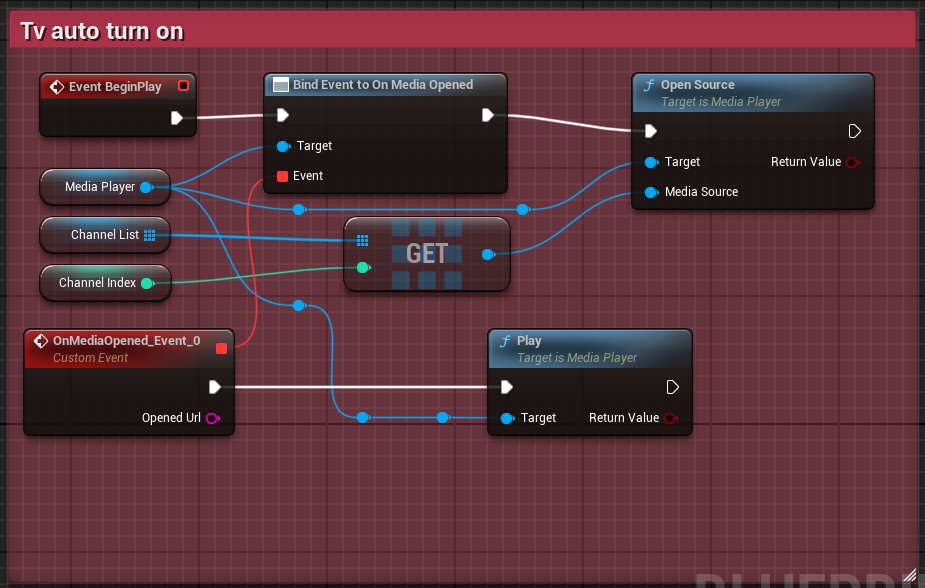 Tv auto turn on
Event BeginPlay
Bind Event to On Media Opened
Target
Event
f Open Source
Target is Media Player
Target
Return Value
Media Source
Media Player
Channel List
Channel Index
GET
OnMediaOpened_Event_0
Custom Event
Opened Url
f Play
Target is Media Player
Target
Return Value